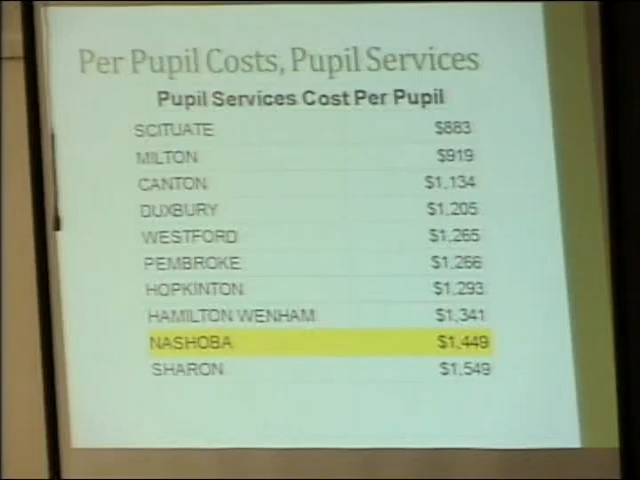 Per Pupil Costs, Pupil Services
Pupil Services Cost Per Pupil
SCITUATE $883
MILTON $919
CANTON $1,134
DUXBURY $1,205
WESTFORD $1,265
PEMBROKE $1,266
HOPKINTON $1,293
HAMILTON WENHAM $1,341
NASHOBA $1,449
SHARON $1,549